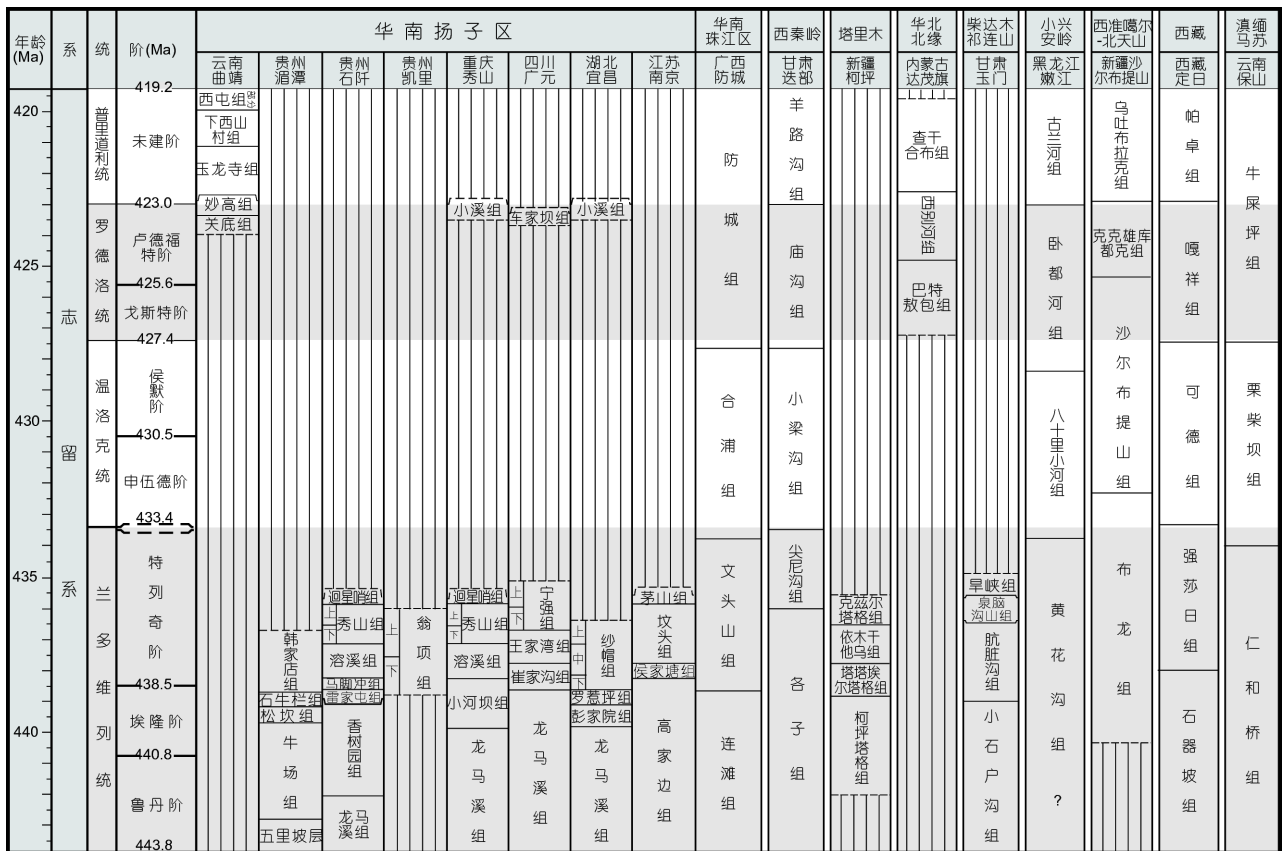 年龄
(Ma)
系
统
阶(Ma)
华南扬子区
华南
珠江区
西秦岭
塔里木
华北
北缘
柴达木
祁连山
小兴
安岭
西准噶尔
-北天山
西藏
滇缅
马苏
云南
曲靖
贵州
湄潭
贵州
石阡
贵州
凯里
重庆
秀山
四川
广元
湖北
宜昌
江苏
南京
广西
防城
甘肃
迭部
新疆
柯坪
内蒙古
达茂旗
甘肃
玉门
黑龙江
嫩江
新疆沙
尔布提山
西藏
定日
云南
保山
420
425
430
435
440
志留系
普里道利统
罗德洛统
温洛克统
兰多维列统
419.2
未建阶
423.0
卢德福
特阶
425.6
戈斯特阶
427.4
侯默阶
430.5
申伍德阶
433.4
特列奇阶
438.5
埃隆阶
440.8
鲁丹阶
443.8
西屯组
下西山
村组
玉龙寺组
妙高组
关底组
韩家店组
石牛栏组
松坎组
牛场组
五里坡层
迴星哨组
上
下
秀山组
溶溪组
马脚冲组
雷家屯组
香树园组
龙马
溪组
上
下
翁项组
小溪组
迴星哨组
上
下
秀山组
溶溪组
小河坝组
龙马溪组
车家坝组
上
下
宁强组
王家湾组
崔家沟组
龙马溪组
小溪组
上
中
下
纱帽组
罗惹坪组
彭家院组
龙马溪组
茅山组
坟头组
侯家塘组
高家边组
防城组
合浦组
文头山组
连滩组
羊路沟组
庙沟组
小梁沟组
尖尼沟组
各子组
克兹尔
塔格组
依木干
他乌组
塔塔埃
尔塔格组
柯坪塔格组
查干
合布组
西别河组
巴特
敖包组
旱峡组
泉脑
沟山组
肮脏沟组
小石户沟组
古兰河组
卧都河组
八十里小河组
黄花沟组
?
乌吐布拉克组
克克雄库
都克组
沙尔布提山组
布龙组
帕卓组
嘎祥组
可德组
强莎日组
石器坡组
牛屎坪组
栗柴坝组
仁和桥组